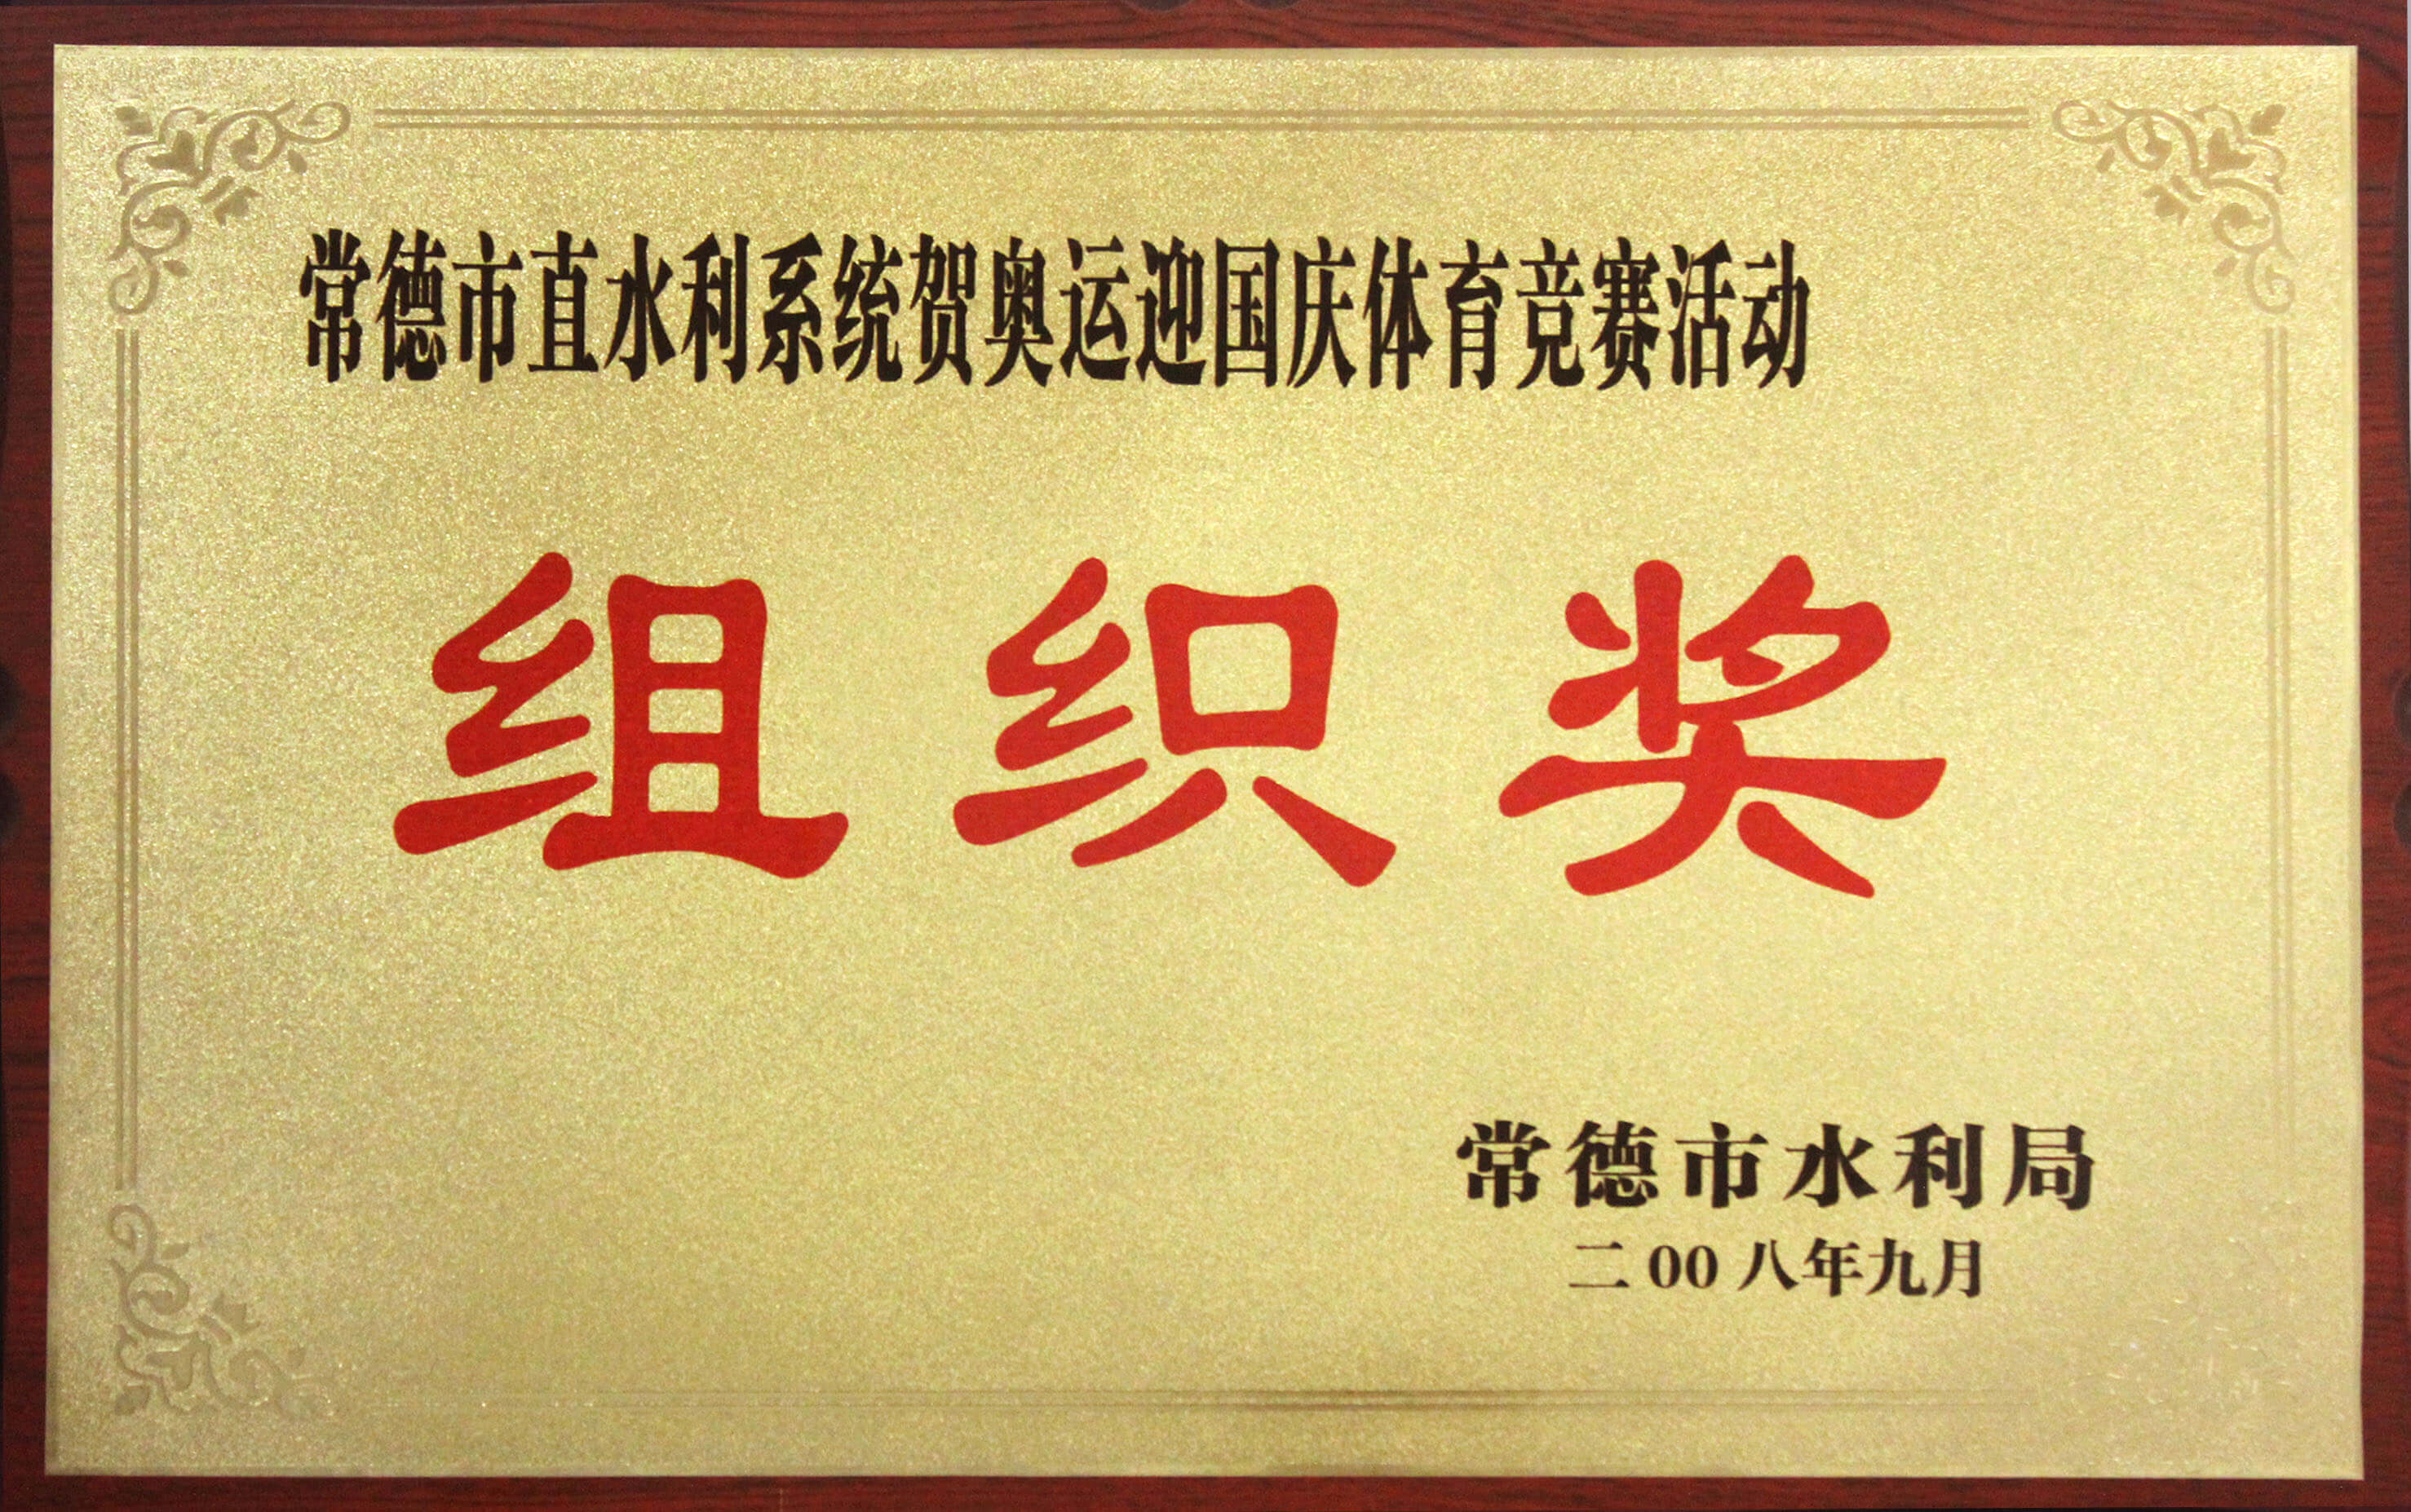 常德市直水利系统贺奥运迎国庆体育竞赛活动
组织奖
常德市水利局
二00八年九月